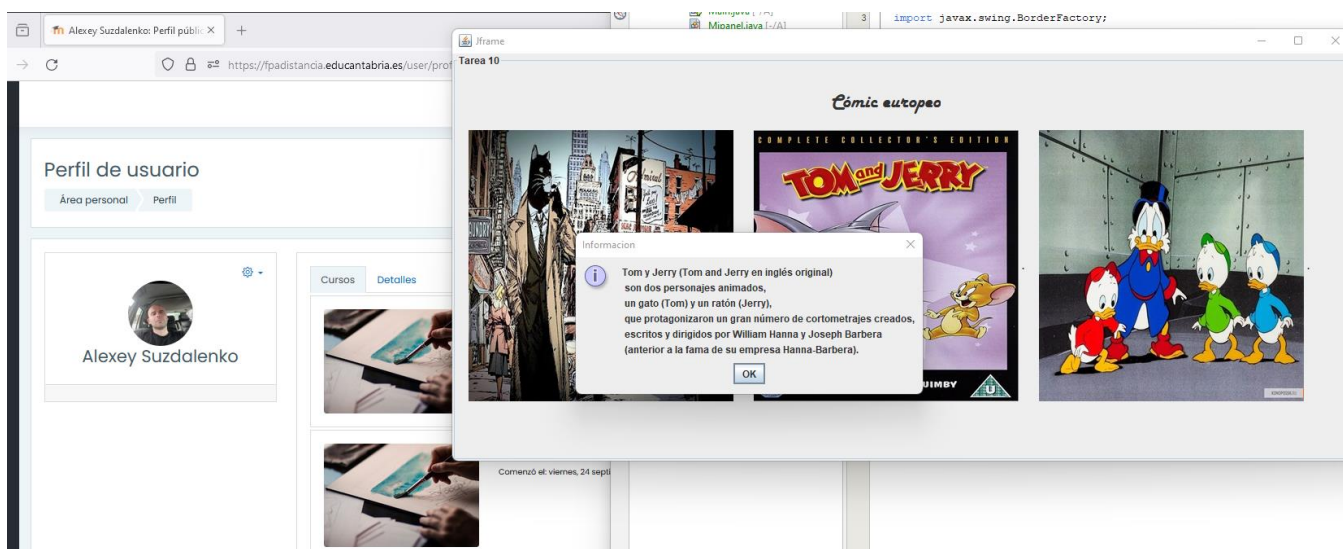 Alexey Suzdalenko: Perfil públic
https://fpadistancia.educantabria.es/user/prof
Perfil de usuario
Área personal
Perfil
Alexey Suzdalenko
Cursos
Detalles
Comenzó el: viernes, 24 septi
Mipanel.java [-/A]
3
import javax.swing.BorderFactory;
Jframe
Tarea 10
Cómic europeo
COMPLETE COLLECTOR'S EDITION
TOM and JERRY
UIMBY
U
Informacion
Tom y Jerry (Tom and Jerry en inglés original)
son dos personajes animados,
un gato (Tom) y un ratón (Jerry),
que protagonizaron un gran número de cortometrajes creados,
escritos y dirigidos por William Hanna y Joseph Barbera
(anterior a la fama de su empresa Hanna-Barbera).
OK